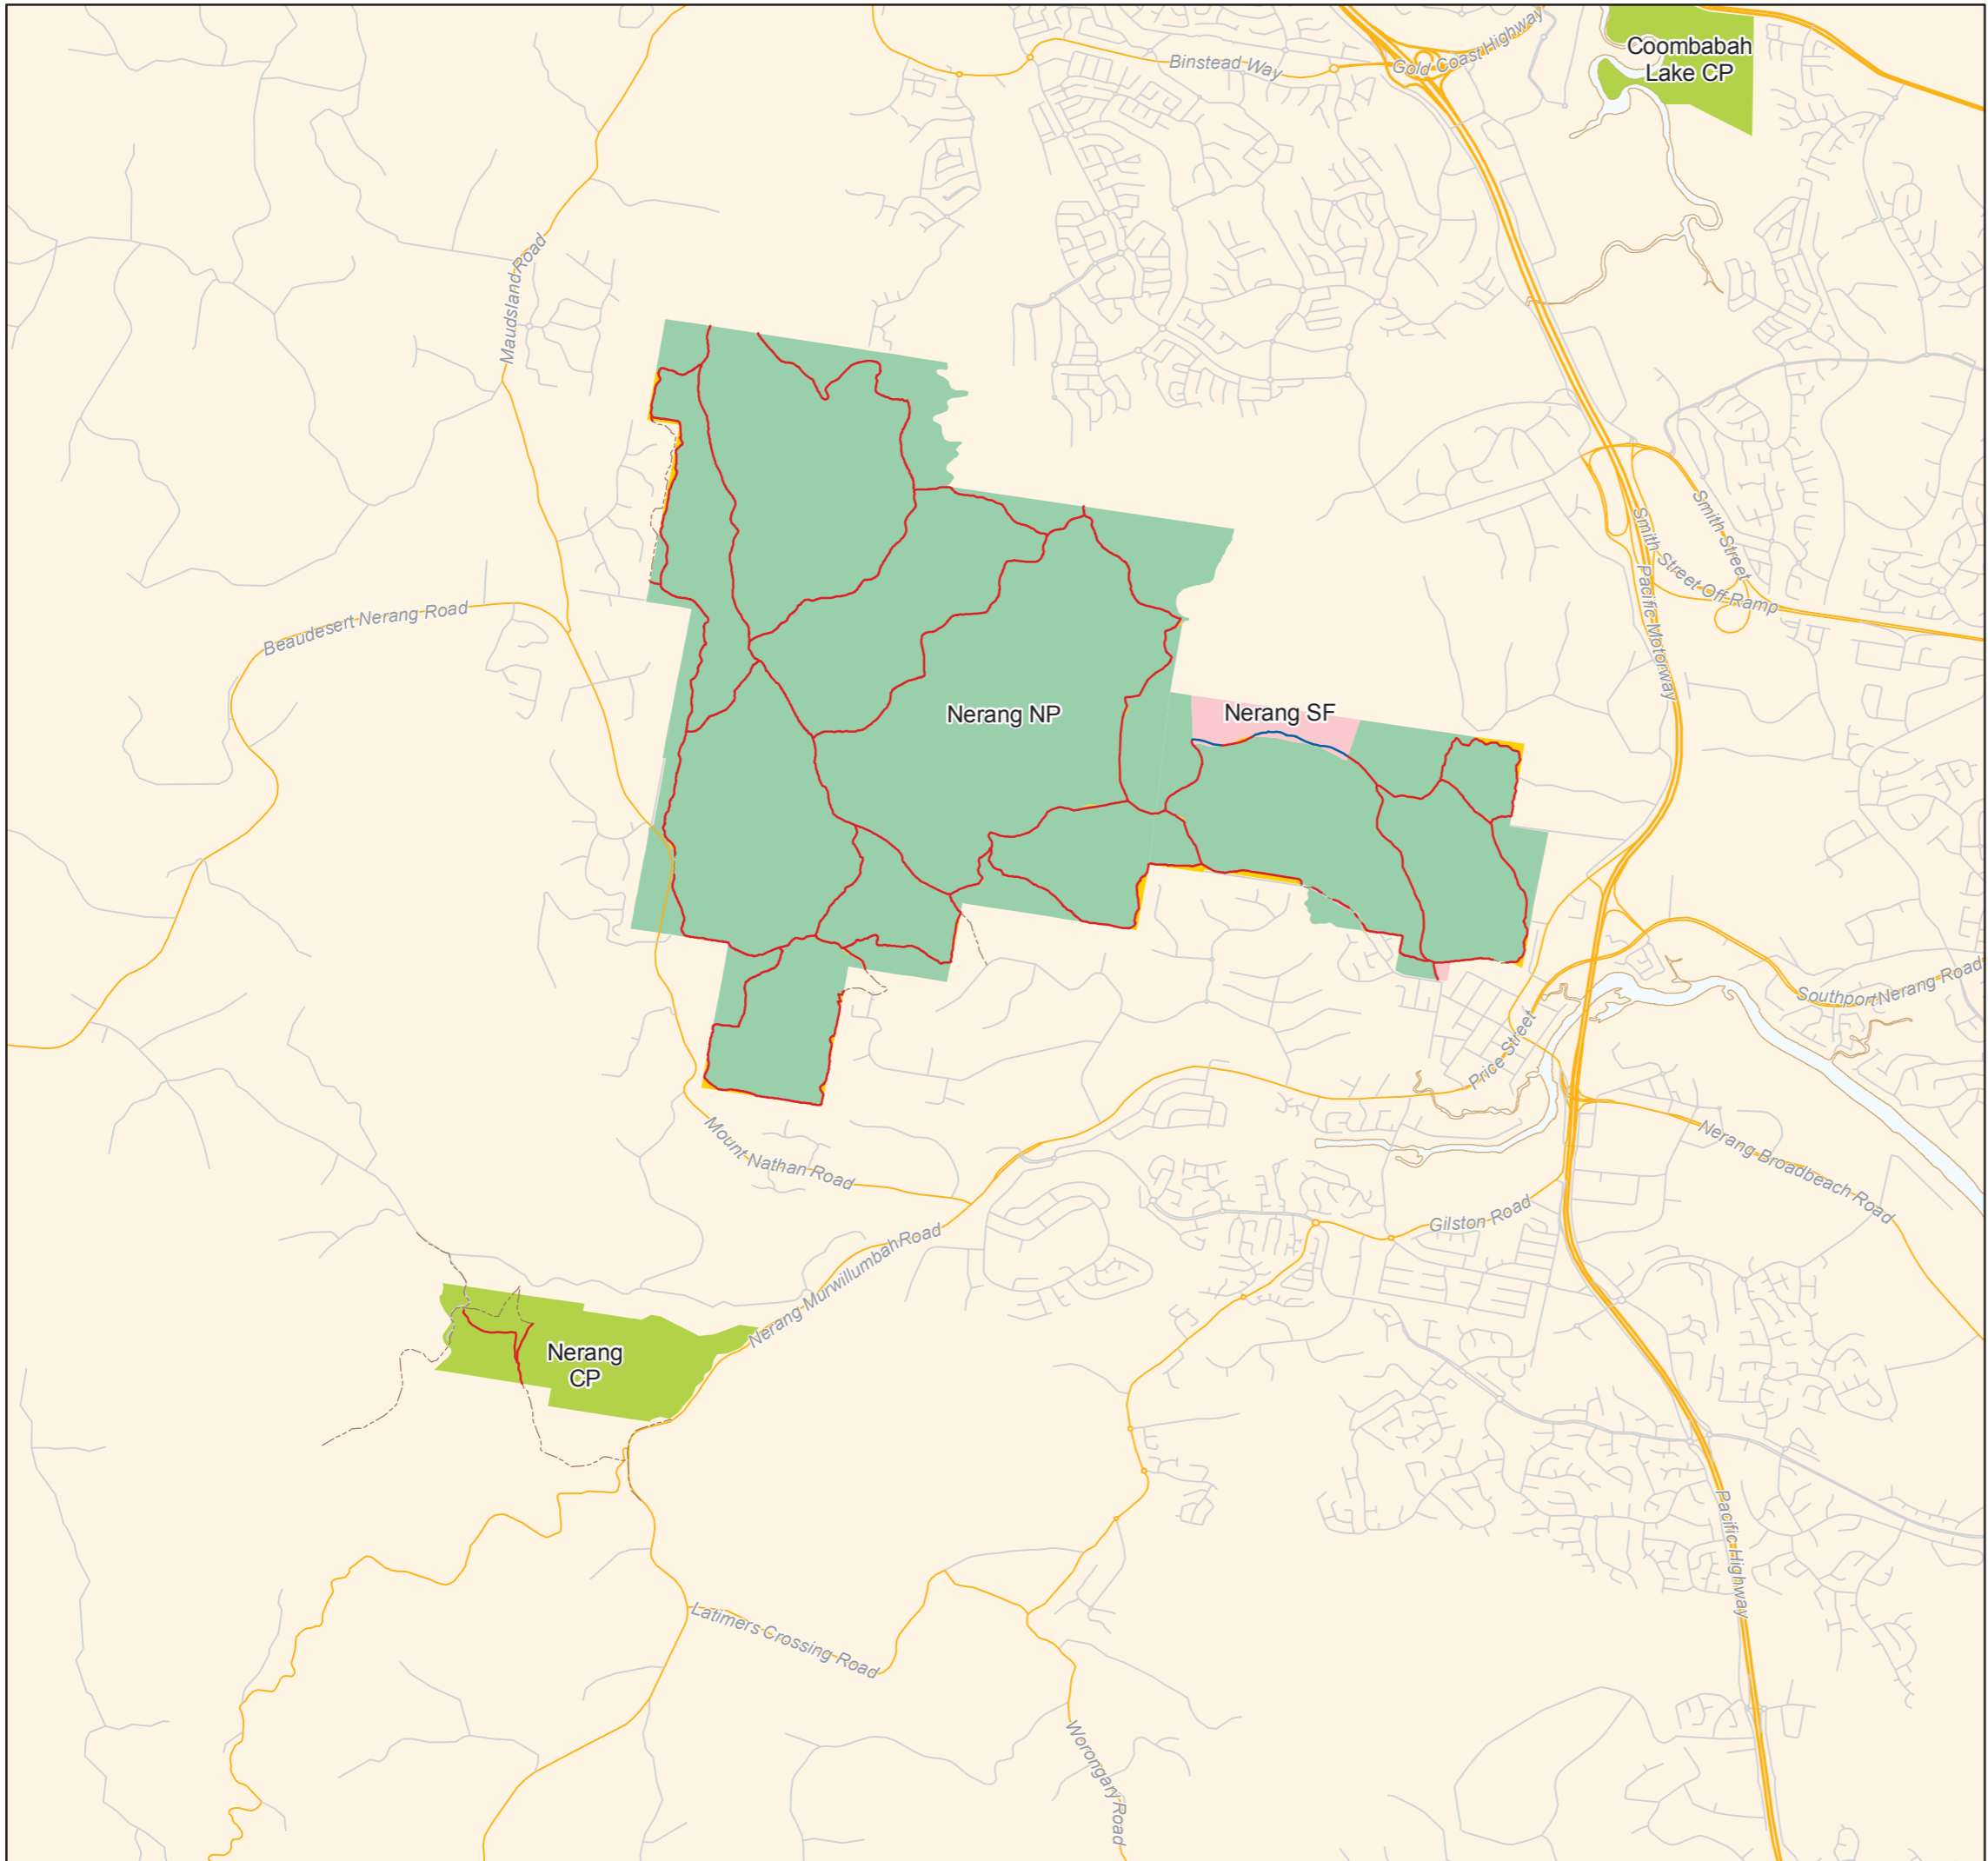 Binstead Way
Gold Coast Highway
Coombabah
Lake CP
Maudsland Road
Smith Street
Smith Street Off Ramp
Pacific Motorway
Beaudesert Nerang Road
Nerang NP
Nerang SF
Southport Nerang Road
Price Street
Mount Nathan Road
Nerang Broadbeach Road
Gilston Road
Nerang Murwillumbah Road
Nerang
CP
Pacific Highway
Latimers Crossing Road
Worongary Road